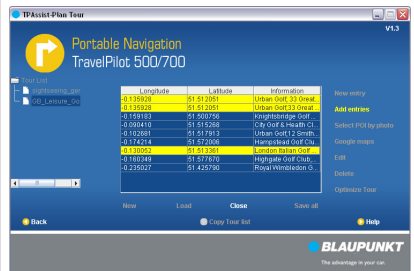 TPAssist-Plan Tour
V1.3
Portable Navigation
TravelPilot 500/700
Tour List
sightseeing_ger
GB_Leisure_Go
Longitude Latitude Information
-0.135928 51.512051 Urban Golf(33 Great...
-0.135928 51.512051 Urban Golf(33 Great...
-0.159183 51.500756 Knightsbridge Golf...
-0.090410 51.515268 City Golf & Health Cl...
-0.102681 51.517913 Urban Golf(12 Smith...
-0.174214 51.572006 Hampstead Golf Clu...
-0.130052 51.513361 London Italian Golf ...
-0.160349 51.577670 Highgate Golf Club,...
-0.235027 51.425790 Royal Wimbledon G...
New entry
Add entries
Select POI by photo
Google maps
Edit
Delete
Optimize Tour
New Load Close Save all
Back Copy Tour list Help
BLAUPUNKT
The advantage in your car.